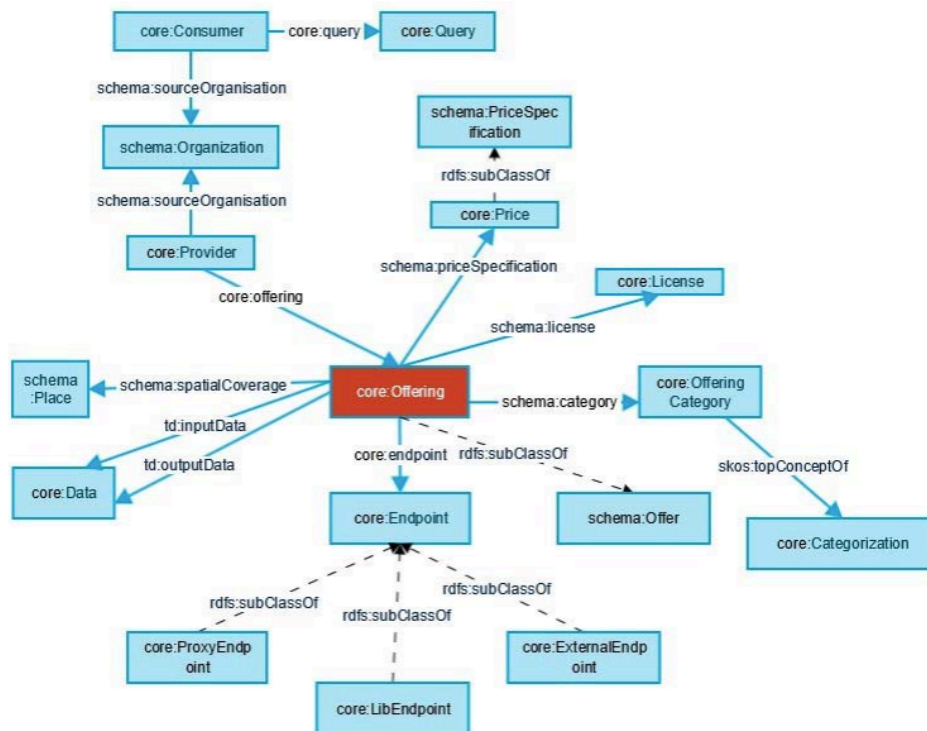 core:Consumer
core:query
core:Query
schema:sourceOrganisation
schema:PriceSpec
ification
schema:Organization
rdfs:subClassOf
schema:sourceOrganisation
core:Price
core:Provider
schema:priceSpecification
core:offering
core:License
schema:license
schema
:Place
schema:spatialCoverage
core:Offering
schema:category
core:Offering
Category
td:inputData
td:outputData
core:endpoint
rdfs:subClassOf
skos:topConceptOf
core:Data
core:Endpoint
schema:Offer
core:Categorization
rdfs:subClassOf
rdfs:subClassOf
rdfs:subClassOf
core:ProxyEndp
oint
core:ExternalEndp
oint
core:LibEndpoint